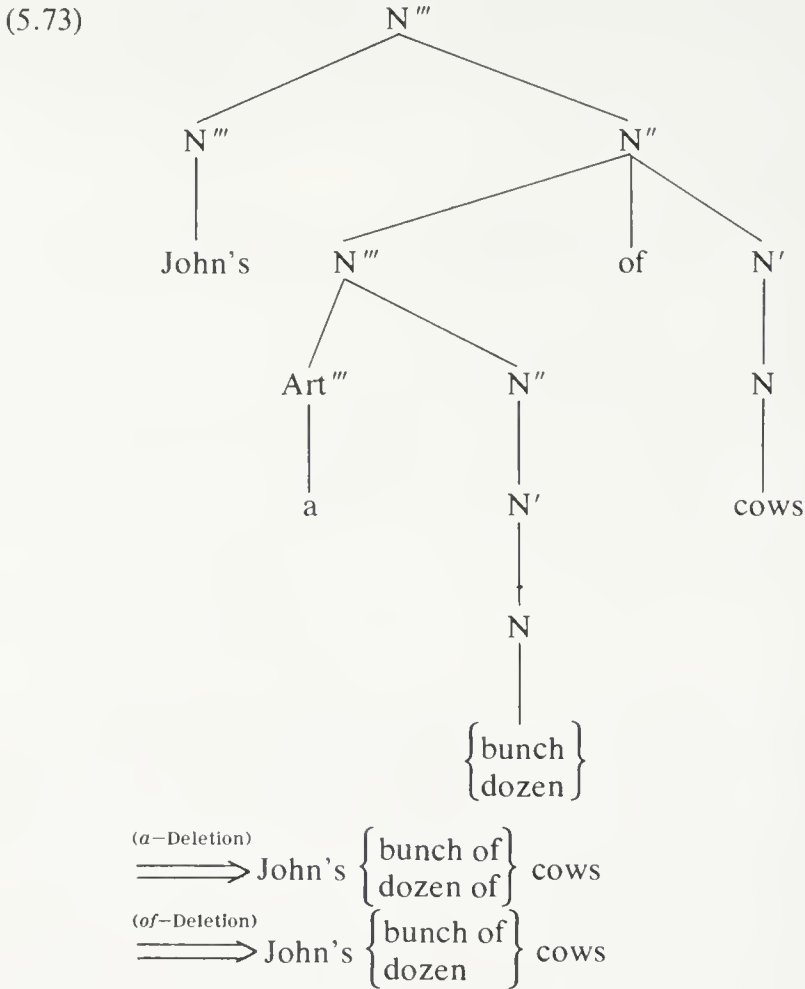 (5.73)
N‴
N‴ N″
John's N‴ of N′
Art‴ N″ N
a N′ cows
N
{bunch
dozen}
(a–Deletion) ⟹ John's {bunch of
dozen of} cows
(of–Deletion) ⟹ John's {bunch of
dozen} cows